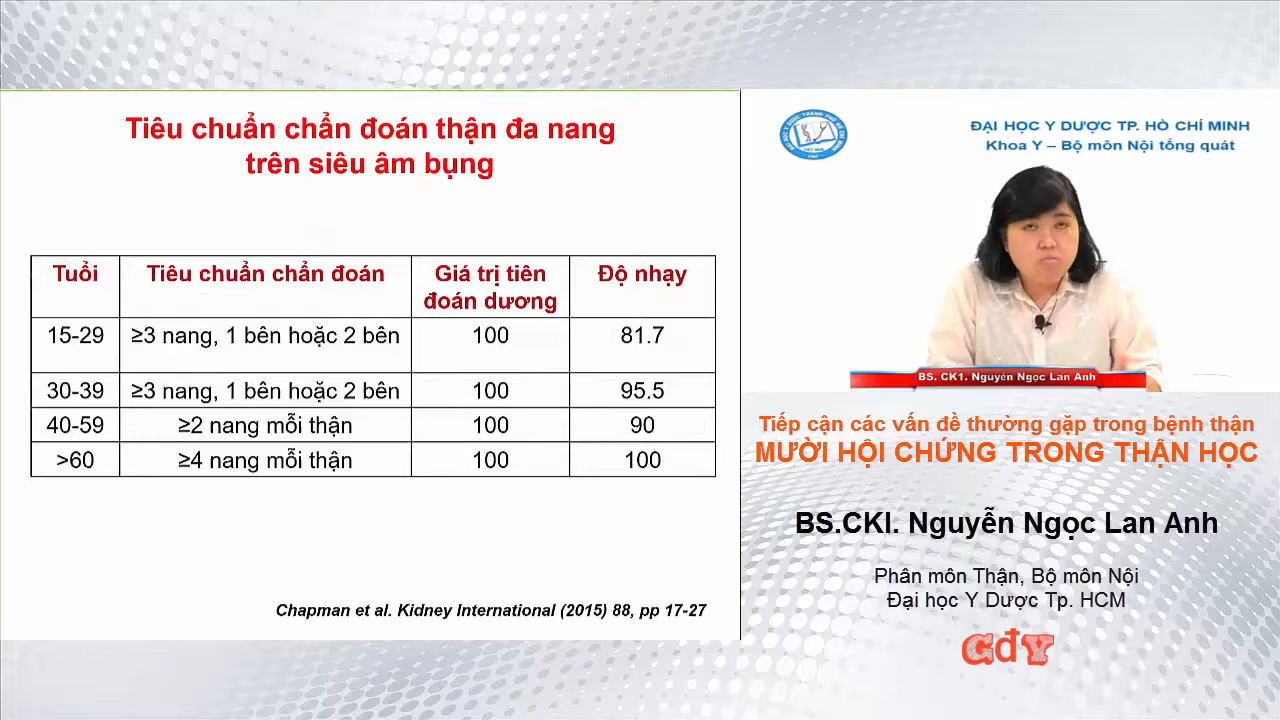 Tiêu chuẩn chẩn đoán thận đa nang
trên siêu âm bụng
Tuổi Tiêu chuẩn chẩn đoán Giá trị tiên đoán dương Độ nhạy
15-29 ≥3 nang, 1 bên hoặc 2 bên 100 81.7
30-39 ≥3 nang, 1 bên hoặc 2 bên 100 95.5
40-59 ≥2 nang mỗi thận 100 90
>60 ≥4 nang mỗi thận 100 100
Chapman et al. Kidney International (2015) 88, pp 17-27
ĐẠI HỌC Y DƯỢC TP. HỒ CHÍ MINH
Khoa Y – Bộ môn Nội tổng quát
BS. CK1. Nguyễn Ngọc Lan Anh
Tiếp cận các vấn đề thường gặp trong bệnh thận
MƯỜI HỘI CHỨNG TRONG THẬN HỌC
BS.CKI. Nguyễn Ngọc Lan Anh
Phân môn Thận, Bộ môn Nội
Đại học Y Dược Tp. HCM
GđY